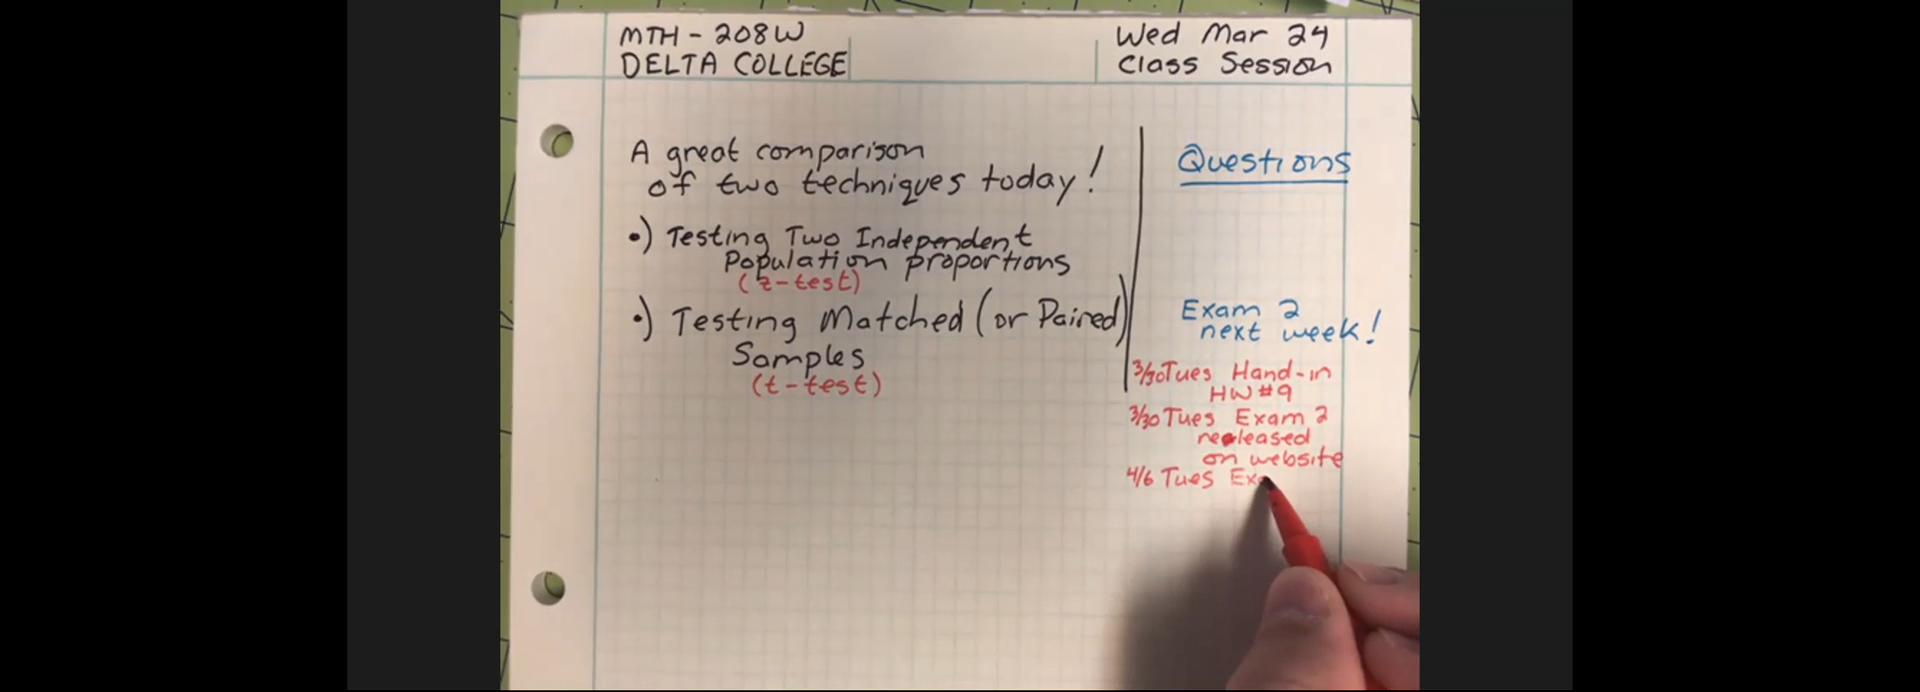 MTH - 208W
DELTA COLLEGE
Wed Mar 24
Class Session
A great comparison
of two techniques today!
•) Testing Two Independent
Population proportions
(z-test)
•) Testing Matched (or Paired)
Samples
(t-test)
Questions
Exam 2
next week!
3/30 Tues Hand-in
HW #9
3/30 Tues Exam 2
released
on website
4/6 Tues Exa